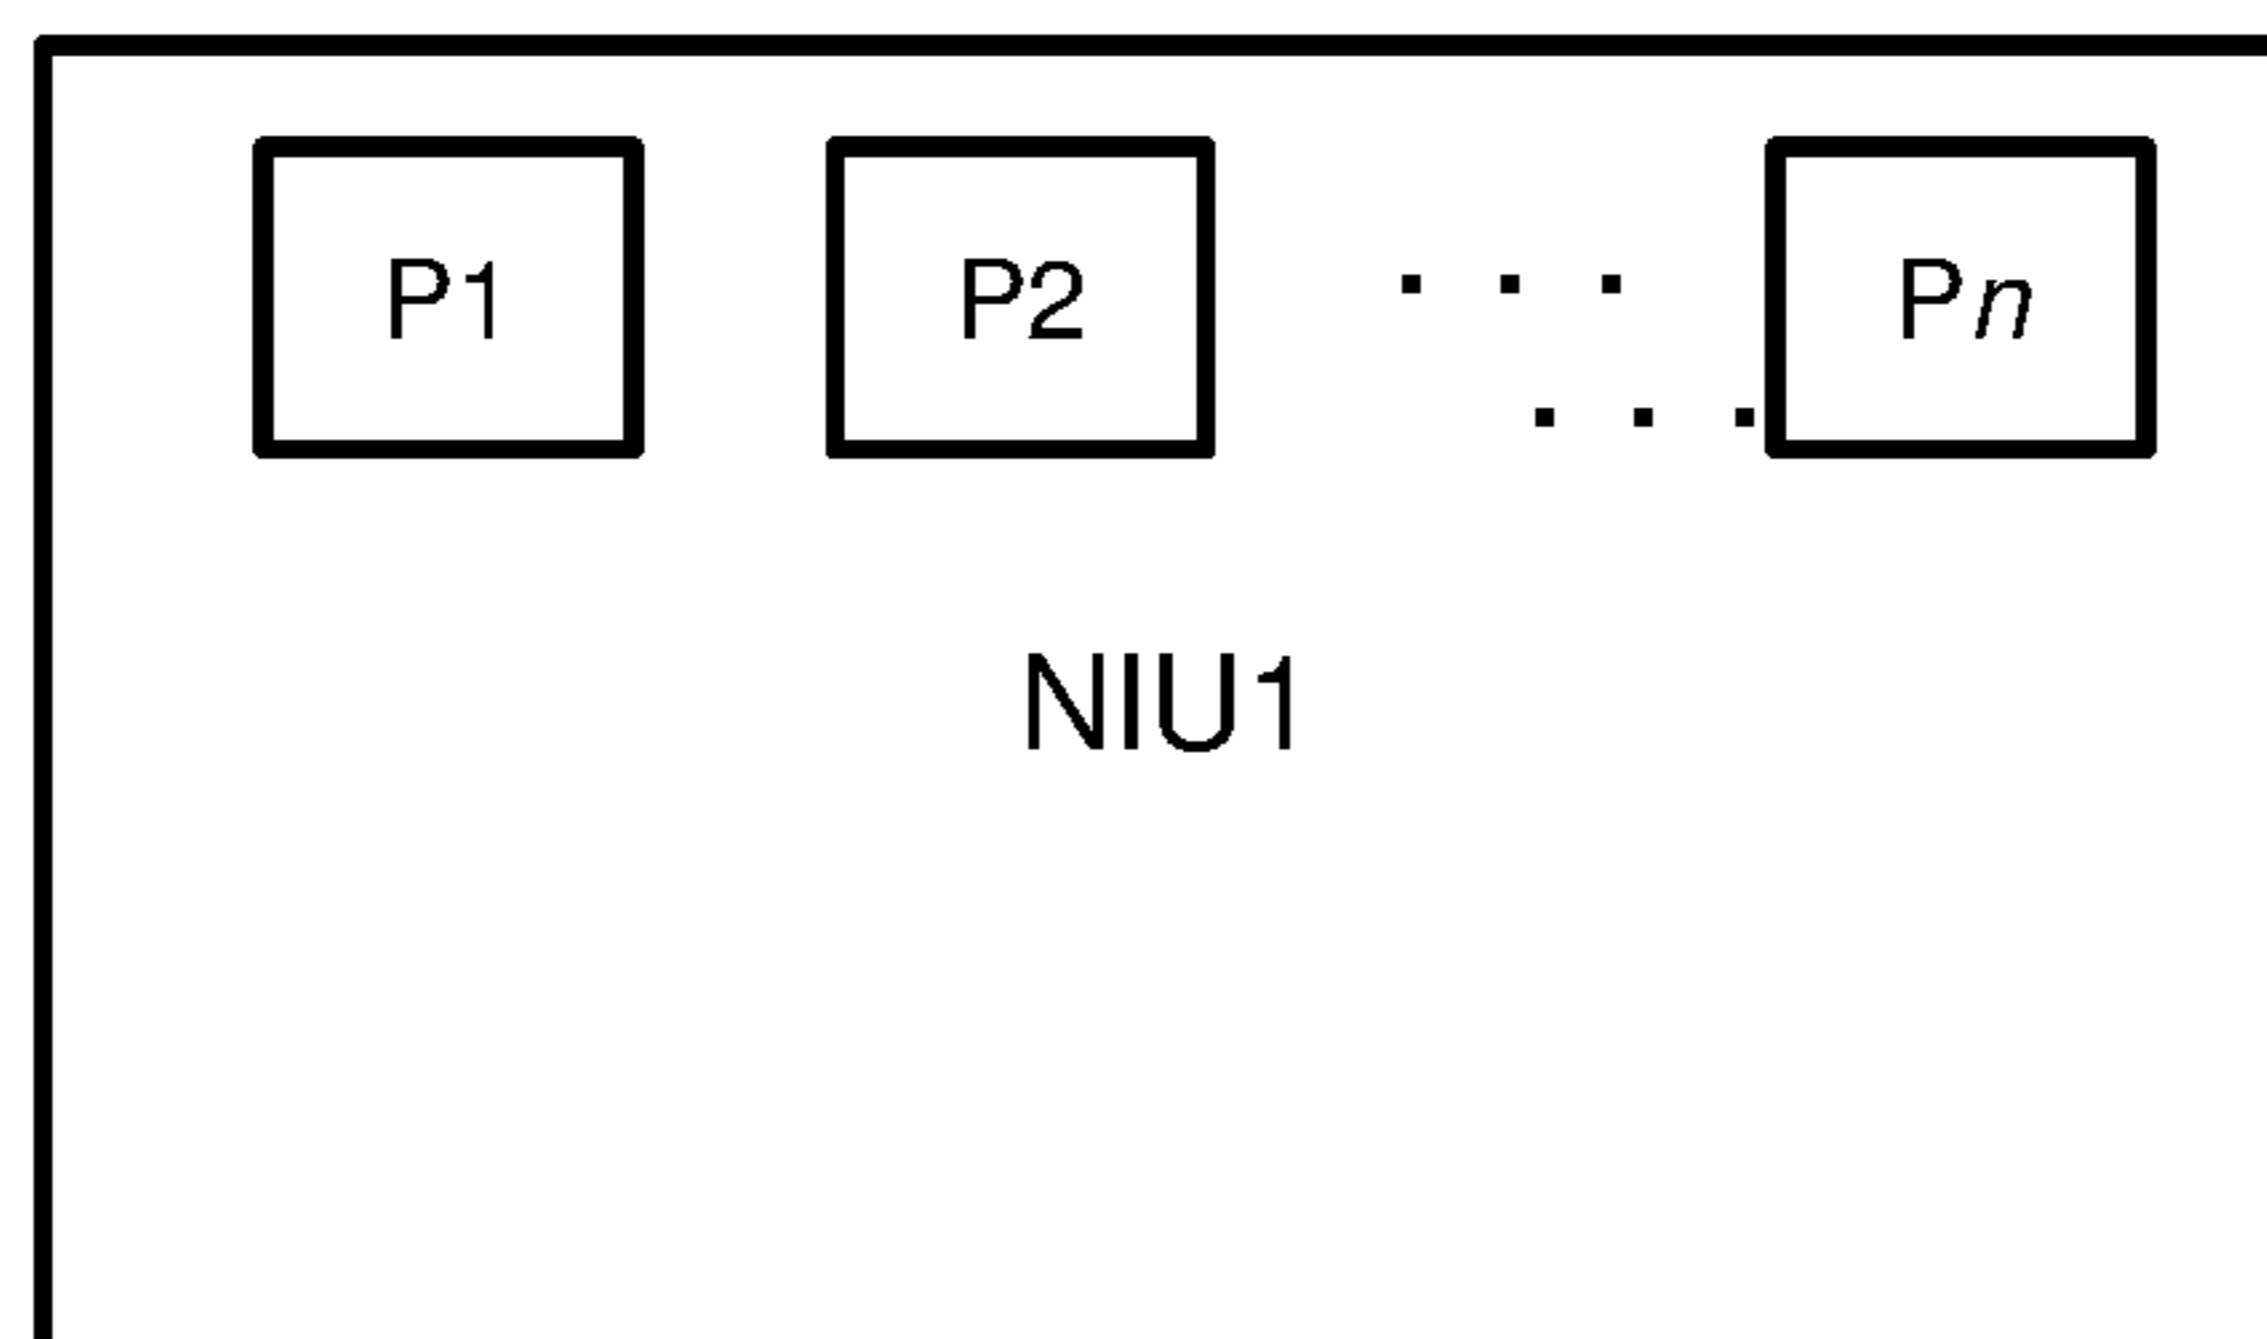 P1 P2 . . . Pn
. . .
NIU1